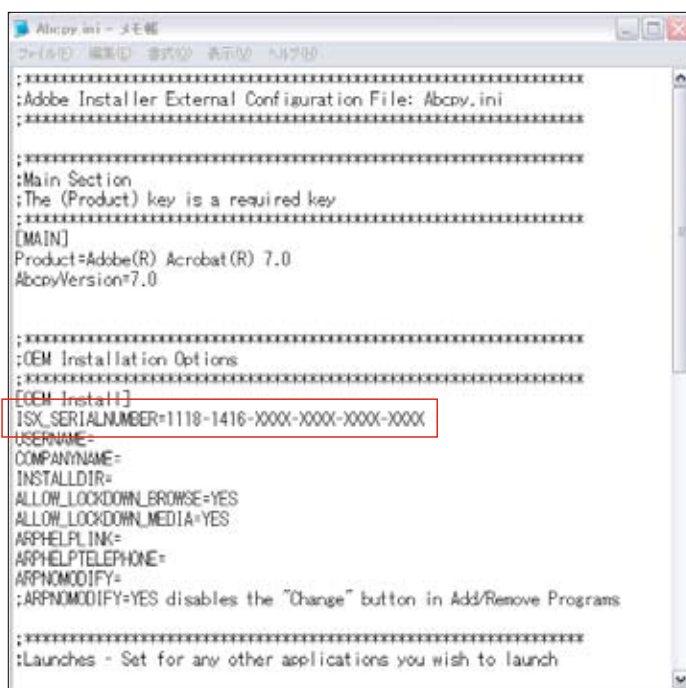 Abcpy.ini - メモ帳
ファイル(F) 編集(E) 書式(O) 表示(V) ヘルプ(H)
;******************************************************************
;Adobe Installer External Configuration File: Abcpy.ini
;******************************************************************
;******************************************************************
;Main Section
;The (Product) key is a required key
;******************************************************************
[MAIN]
Product=Adobe(R) Acrobat(R) 7.0
AbcpyVersion=7.0
;******************************************************************
;OEM Installation Options
;******************************************************************
[OEM Install]
ISX_SERIALNUMBER=1118-1416-XXXX-XXXX-XXXX-XXXX
USERNAME=
COMPANYNAME=
INSTALLDIR=
ALLOW_LOCKDOWN_BROWSE=YES
ALLOW_LOCKDOWN_MEDIA=YES
ARPHELPLINK=
ARPHELPTELEPHONE=
ARPNOMODIFY=
;ARPNOMODIFY=YES disables the "Change" button in Add/Remove Programs
;******************************************************************
;Launches - Set for any other applications you wish to launch